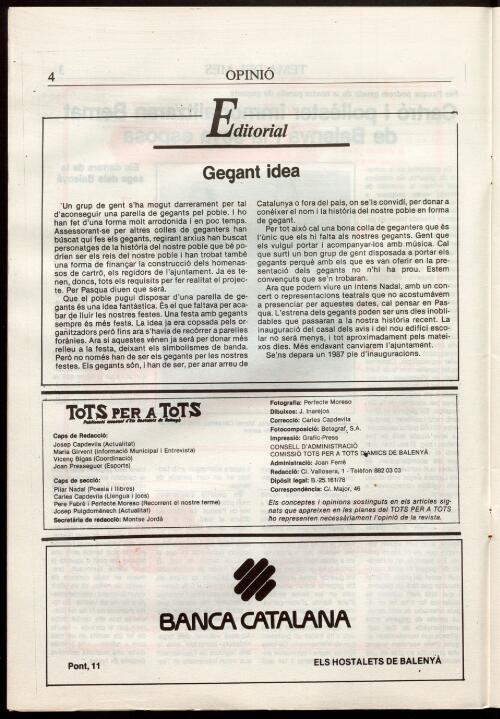 4
OPINIÓ
Editorial
Gegant idea
Un grup de gent s'ha mogut darrerament per tal
d'aconseguir una parella de gegants pel poble. I ho
han fet d'una forma molt arrodonida i en poc temps.
Assessorant-se per altres colles de geganters han
buscat qui fes els gegants, regirant arxius han buscat
personatges de la història del nostre poble que bé po-
drien ser els reis del nostre poble i han trobat també
una forma de finançar la construcció dels homenas-
sos de cartró, els regidors de l'ajuntament. Ja es te-
nen, doncs, tots els requisits per fer realitat el projec-
te. Per Pasqua diuen que serà.
Que el poble pugui disposar d'una parella de ge-
gants és una idea fantàstica. És el que faltava per aca-
bar de lluir les nostres festes. Una festa amb gegants
sempre és més festa. La idea ja era copsada pels or-
ganitzadors però fins ara s'havia de recórrer a parelles
forànies. Ara si aquestes vénen ja serà per donar més
relleu a la festa, deixant els simbolismes de banda.
Però no només han de ser els gegants per les nostres
festes. Els gegants són, i han de ser, per anar arreu de
Catalunya o fora del país, on se'ls convidi, per donar a
conèixer el nom i la història del nostre poble en forma
de gegant.
Per tot això cal una bona colla de geganters que és
l'únic que els hi falta als nostres gegants. Gent que
els vulgui portar i acompanyar-los amb música. Cal
que surti un bon grup de gent disposada a portar els
gegants perquè amb els que es van oferir en la pre-
sentació dels gegants no n'hi ha prou. Estem
convençuts que se'n trobaran.
Ara que podem viure un intens Nadal, amb un con-
cert o representacions teatrals que no acostumàvem
a presenciar per aquestes dates, cal pensar en Pas-
qua. L'estrena dels gegants poden ser uns dies inobli-
dables que passaran a la nostra història recent. La
inauguració del casal dels avis i del nou edifici esco-
lar no serà menys, i tot aproximadament pels matei-
xos dies. Més endavant canviarem l'ajuntament.
Se'ns depara un 1987 ple d'inauguracions.
TOTS PER A TOTS
Caps de Redacció:
Josep Capdevila (Actualitat)
Maria Girvent (Informació Municipal i Entrevista)
Vicenç Bigas (Coordinació)
Joan Presseguer (Esports)
Caps de secció:
Pilar Nadal (Poesia i llibres)
Carles Capdevila (Llengua i jocs)
Pere Fabré i Perfecte Moreso (Recorrent el nostre terme)
Josep Puigdomènech (Actualitat)
Secretària de redacció: Montse Jordà
Fotografia: Perfecte Moreso
Dibuixos: J. Inarejos
Correcció: Carles Capdevila
Fotocomposició: Betagraf, S.A.
Impressió: Grafic-Press
CONSELL D'ADMINISTRACIÓ
COMISSIÓ TOTS PER A TOTS D'AMICS DE BALENYÀ
Administració: Joan Ferré
Redacció: C/. Vallosera, 1 - Telèfon 882 03 03
Dipòsit legal: B.-25.161/78
Correspondència: C/. Major, 46
Els conceptes i opinions sostinguts en els articles sig-
nats que apareixen en les planes del TOTS PER A TOTS
no representen necessàriament l'opinió de la revista.
BANCA CATALANA
Pont, 11
ELS HOSTALETS DE BALENYÀ